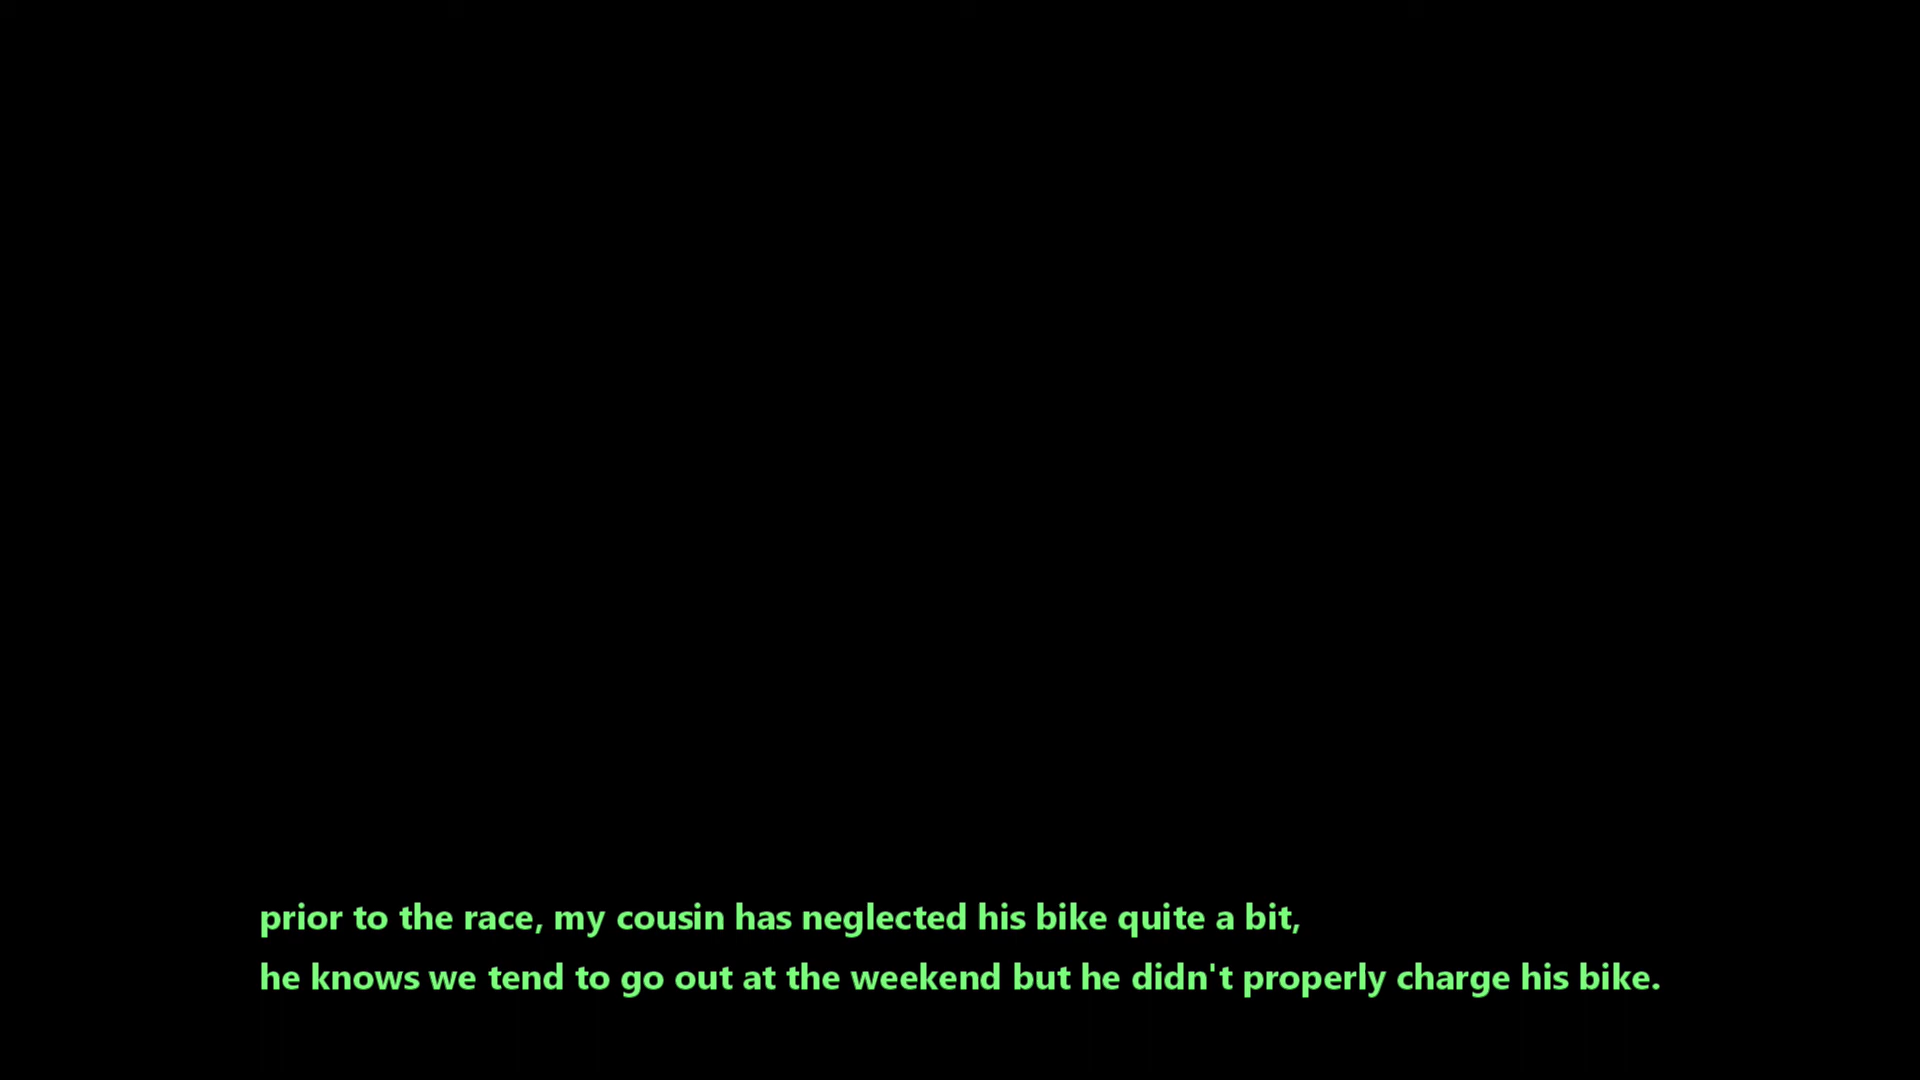 prior to the race, my cousin has neglected his bike quite a bit,
he knows we tend to go out at the weekend but he didn't properly charge his bike.